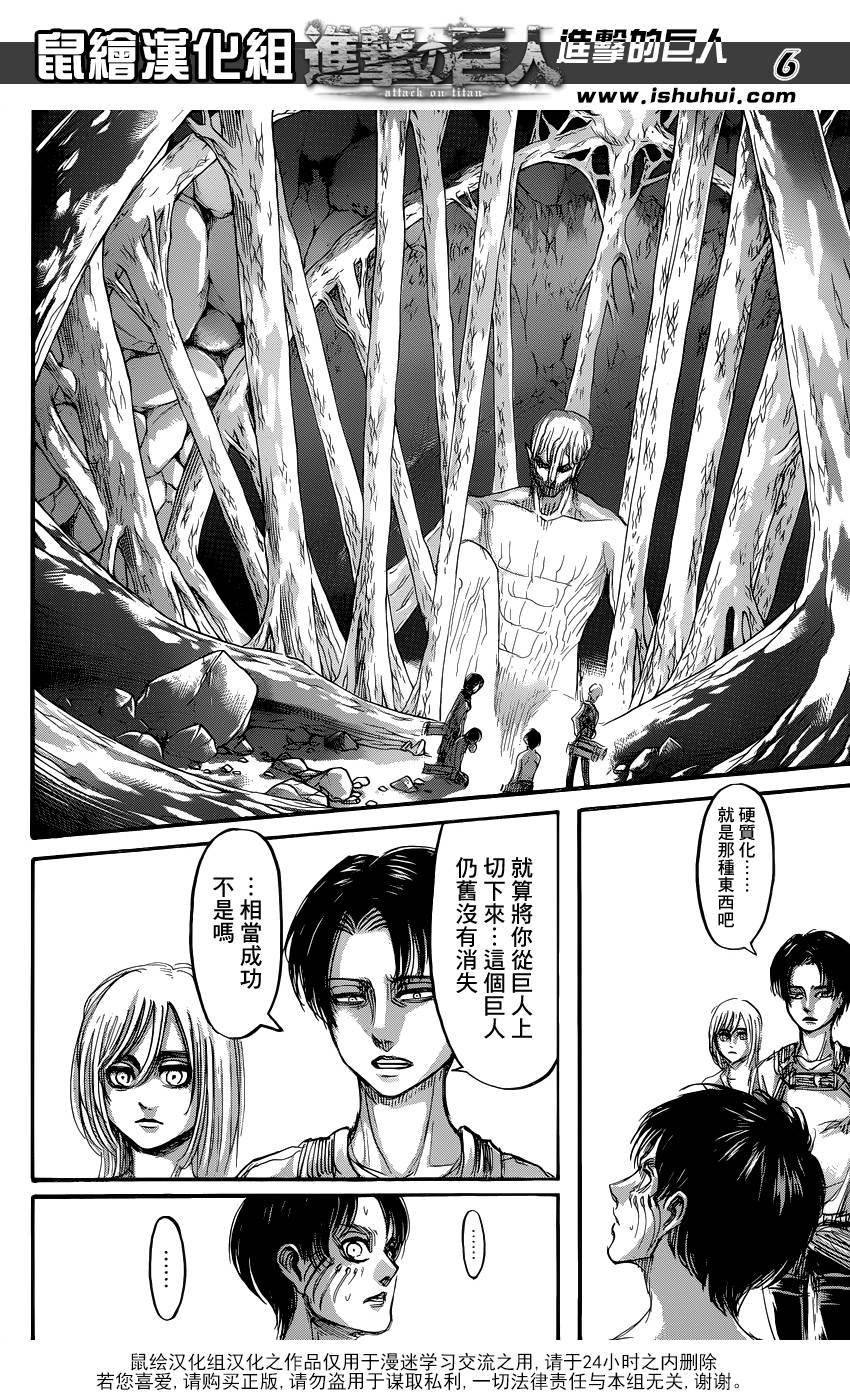 鼠繪漢化組
進撃の巨人
attack on titan
進擊的巨人
6
www.ishuhui.com
硬質化……
就是那種東西吧
就算將你從巨人上
切下來…這個巨人
仍舊沒有消失
…相當成功
不是嗎
……
……
鼠绘汉化组汉化之作品仅用于漫迷学习交流之用, 请于24小时之内删除
若您喜爱, 请购买正版, 请勿盗用于谋取私利, 一切法律责任与本组无关, 谢谢。